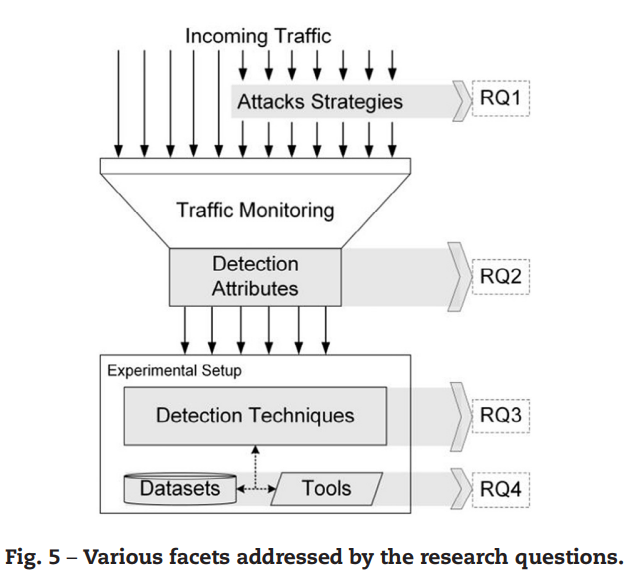 Incoming Traffic
Attacks Strategies
RQ1
Traffic Monitoring
Detection
Attributes
RQ2
Experimental Setup
Detection Techniques
RQ3
Datasets
Tools
RQ4
Fig. 5 – Various facets addressed by the research questions.